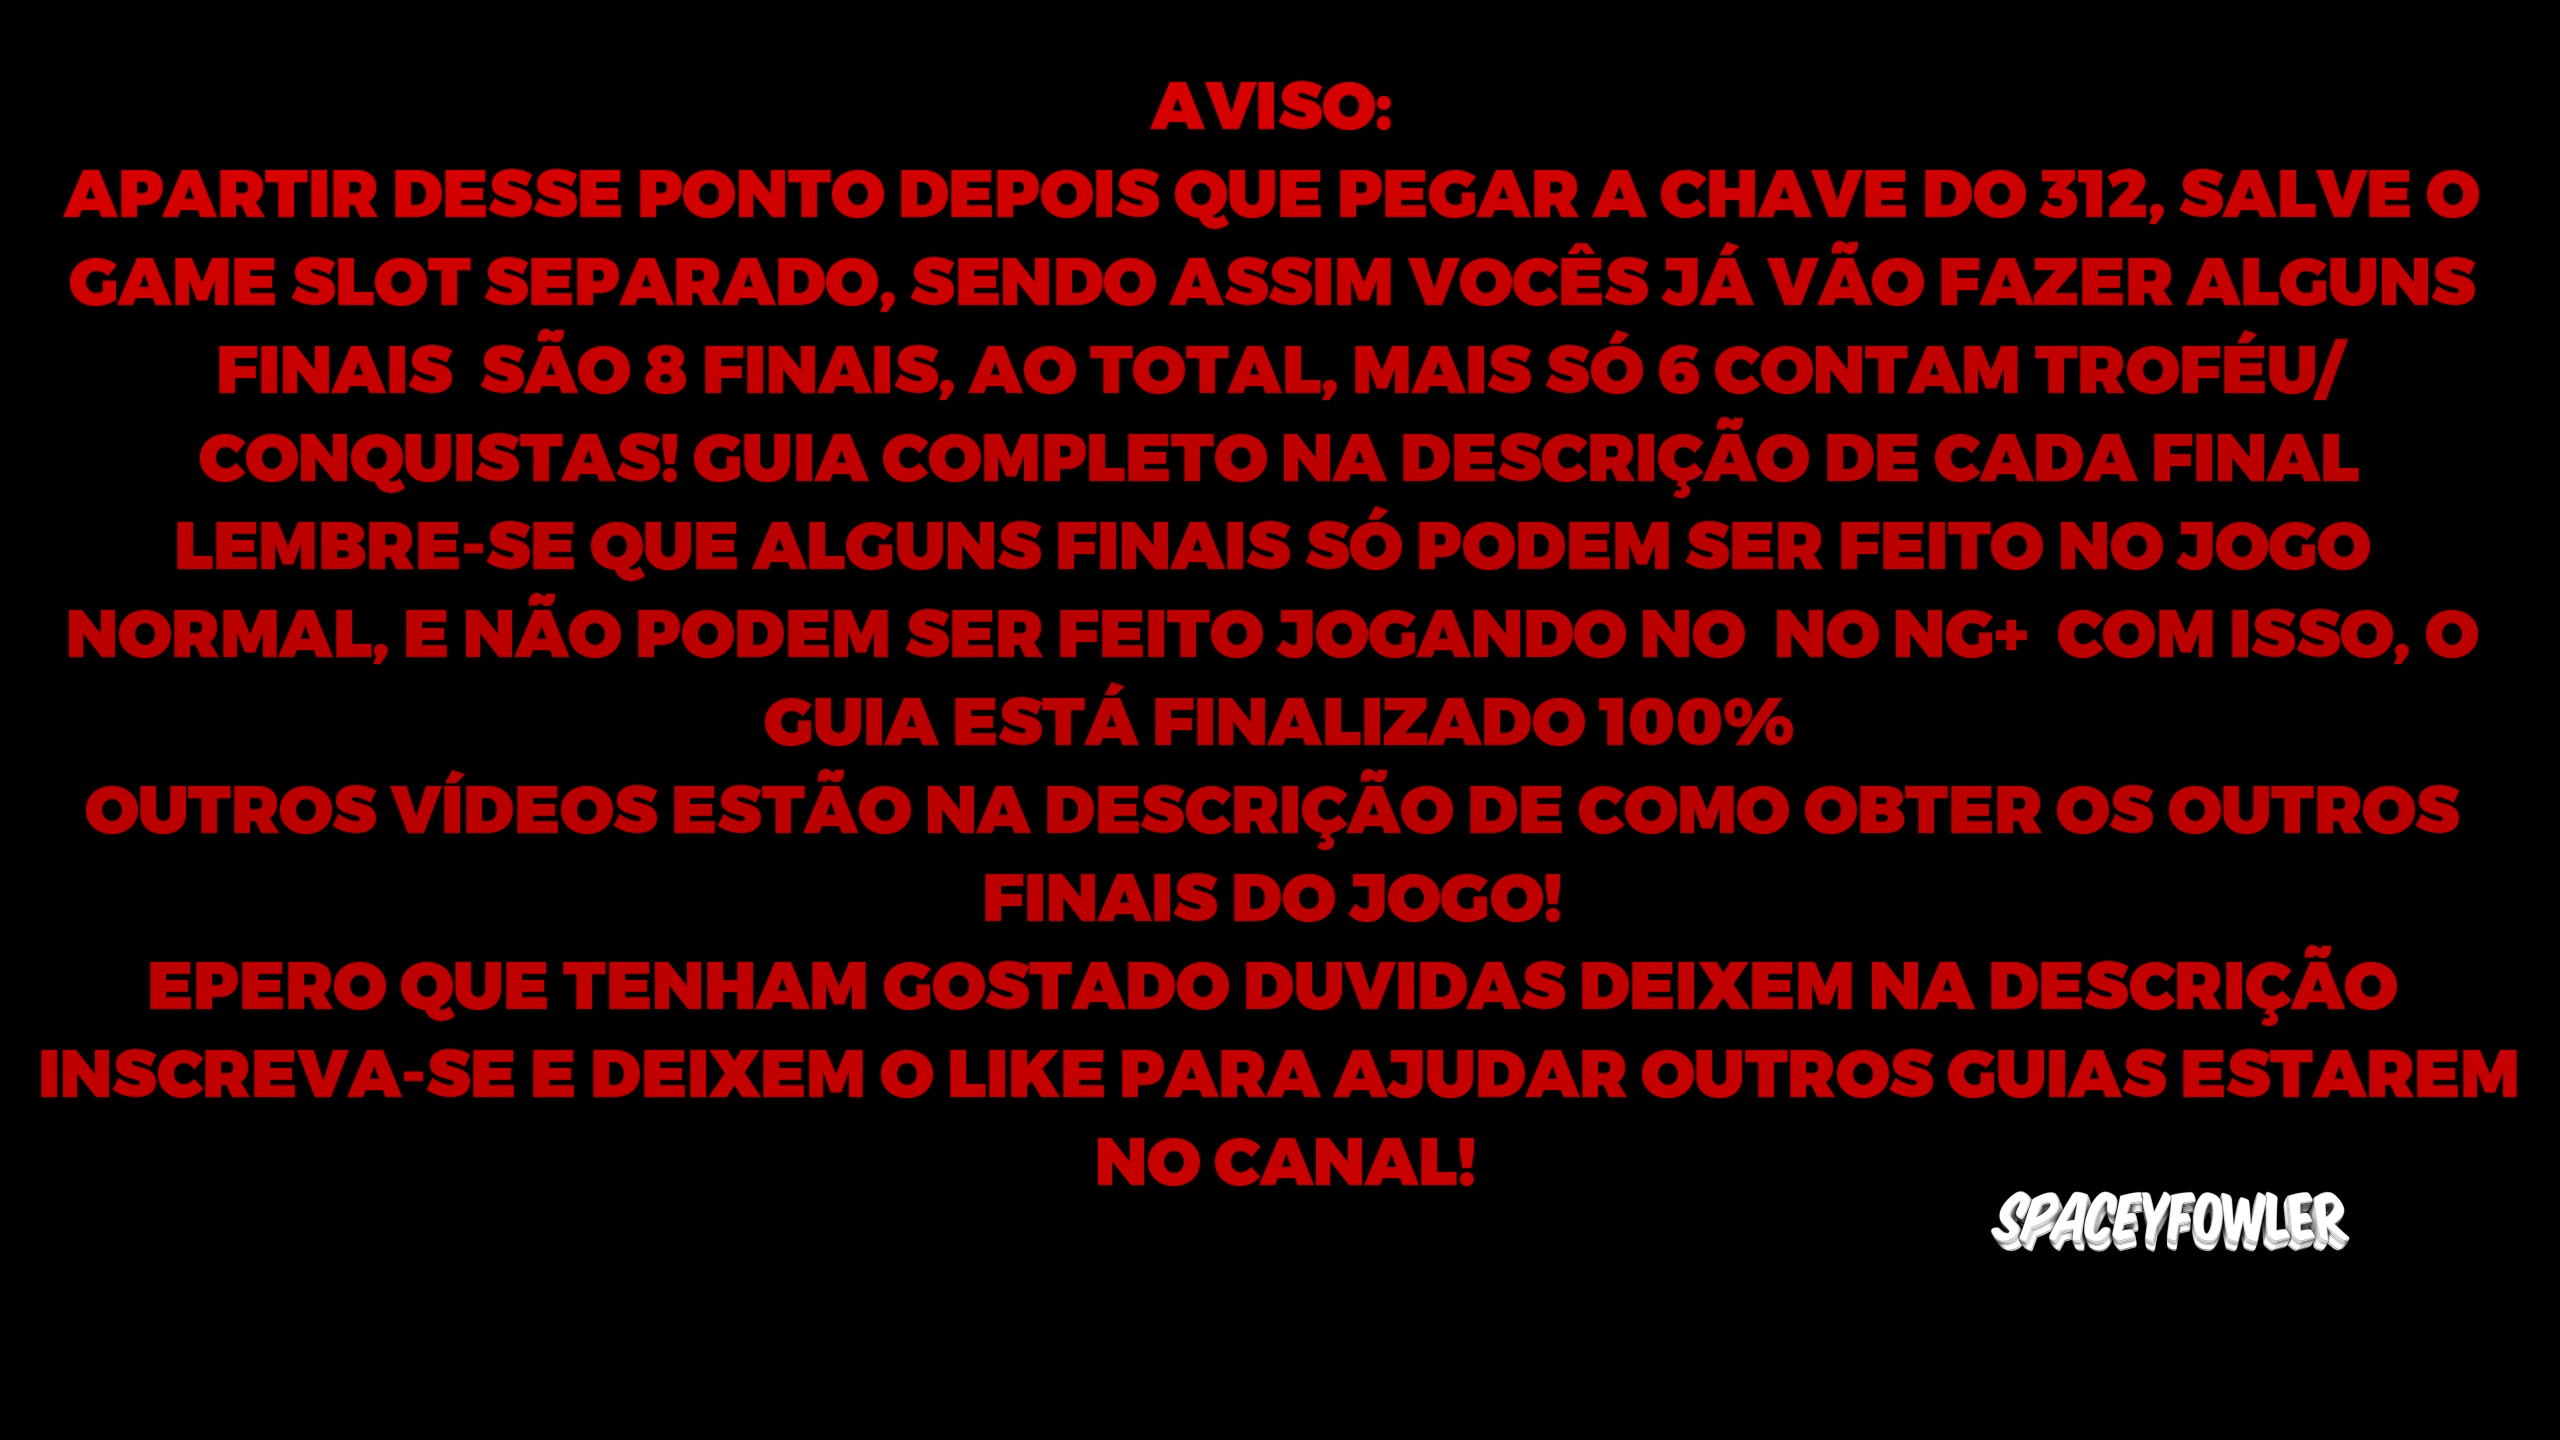 AVISO:
APARTIR DESSE PONTO DEPOIS QUE PEGAR A CHAVE DO 312, SALVE O
GAME SLOT SEPARADO, SENDO ASSIM VOCÊS JÁ VÃO FAZER ALGUNS
FINAIS SÃO 8 FINAIS, AO TOTAL, MAIS SÓ 6 CONTAM TROFÉU/
CONQUISTAS! GUIA COMPLETO NA DESCRIÇÃO DE CADA FINAL
LEMBRE-SE QUE ALGUNS FINAIS SÓ PODEM SER FEITO NO JOGO
NORMAL, E NÃO PODEM SER FEITO JOGANDO NO NO NG+ COM ISSO, O
GUIA ESTÁ FINALIZADO 100%
OUTROS VÍDEOS ESTÃO NA DESCRIÇÃO DE COMO OBTER OS OUTROS
FINAIS DO JOGO!
EPERO QUE TENHAM GOSTADO DUVIDAS DEIXEM NA DESCRIÇÃO
INSCREVA-SE E DEIXEM O LIKE PARA AJUDAR OUTROS GUIAS ESTAREM
NO CANAL!
SPACEYFOWLER